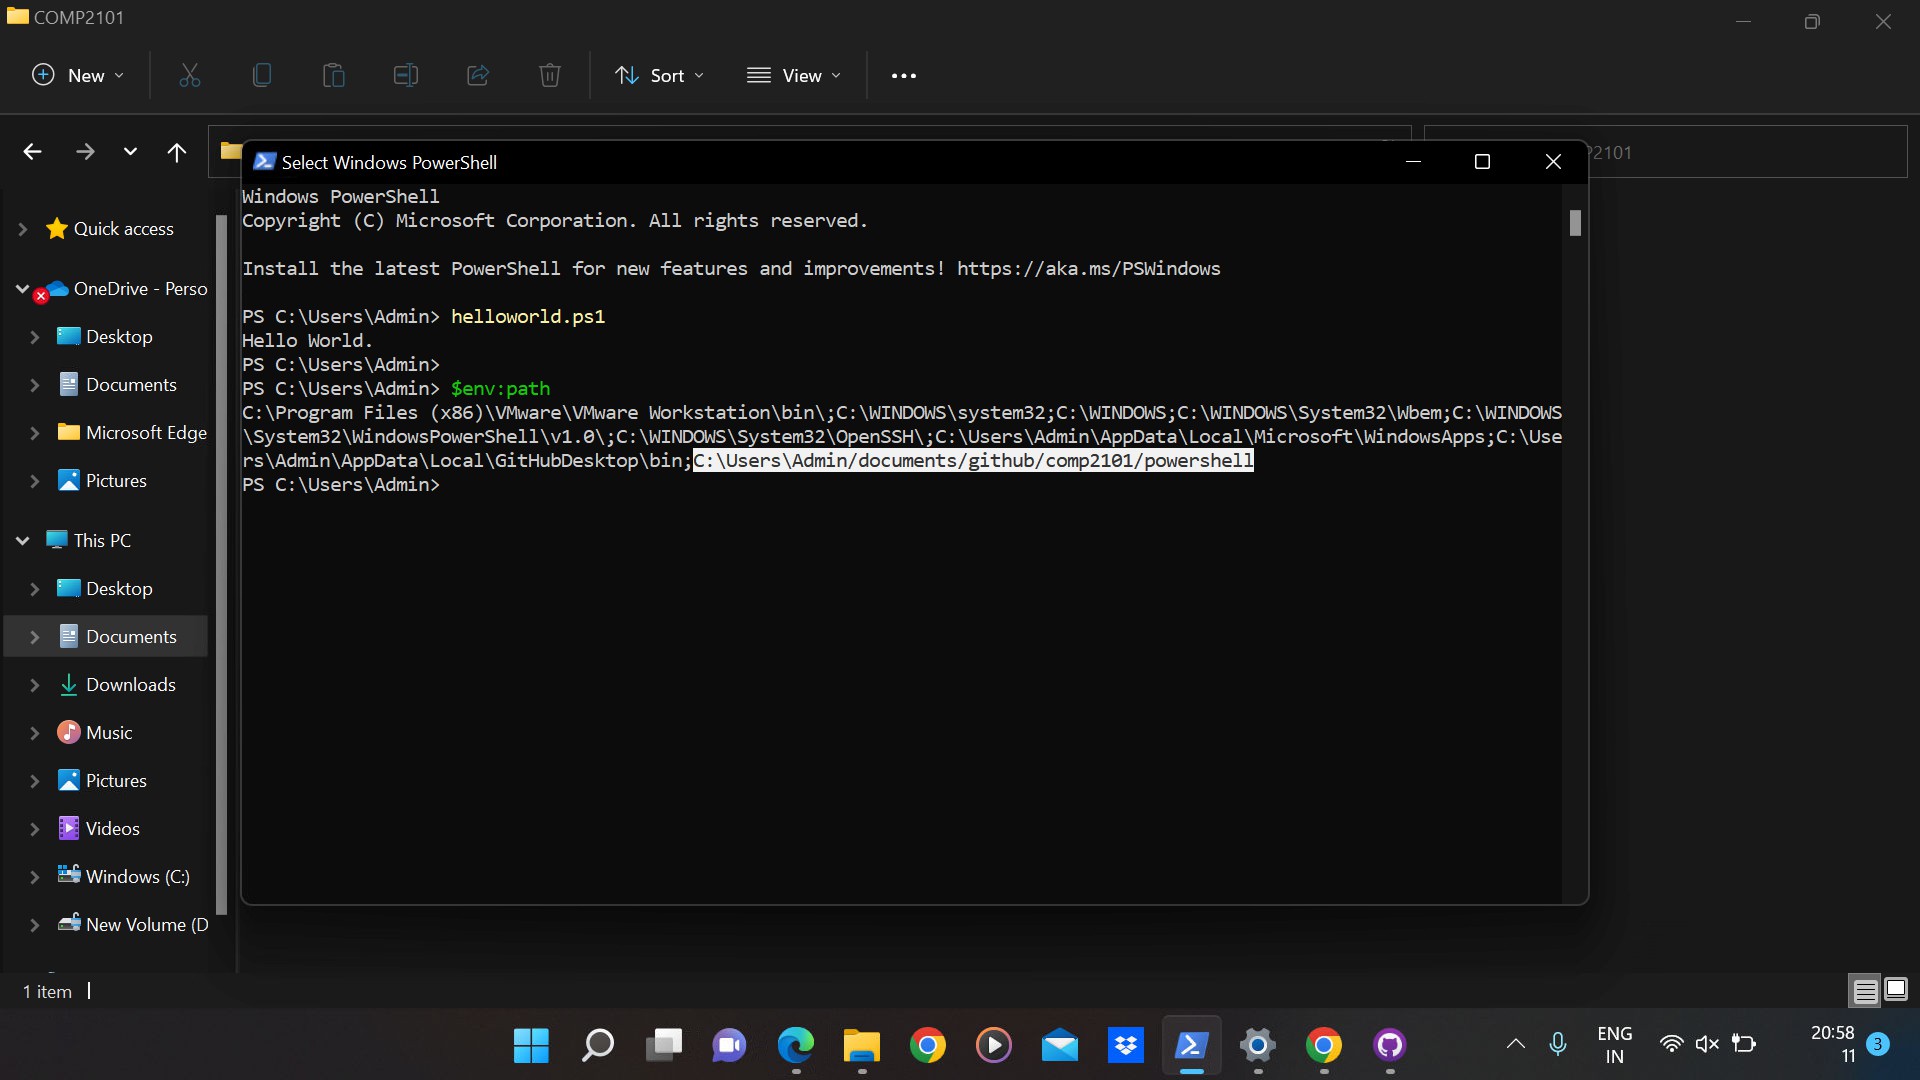 COMP2101
New
Sort
View
P2101
Select Windows PowerShell
Windows PowerShell
Copyright (C) Microsoft Corporation. All rights reserved.
Install the latest PowerShell for new features and improvements! https://aka.ms/PSWindows
PS C:\Users\Admin> helloworld.ps1
Hello World.
PS C:\Users\Admin>
PS C:\Users\Admin> $env:path
C:\Program Files (x86)\VMware\VMware Workstation\bin\;C:\WINDOWS\system32;C:\WINDOWS;C:\WINDOWS\System32\Wbem;C:\WINDOWS
\System32\WindowsPowerShell\v1.0\;C:\WINDOWS\System32\OpenSSH\;C:\Users\Admin\AppData\Local\Microsoft\WindowsApps;C:\Use
rs\Admin\AppData\Local\GitHubDesktop\bin;C:\Users\Admin/documents/github/comp2101/powershell
PS C:\Users\Admin>
Quick access
OneDrive - Perso
Desktop
Documents
Microsoft Edge
Pictures
This PC
Desktop
Documents
Downloads
Music
Pictures
Videos
Windows (C:)
New Volume (D
1 item
ENG
IN
20:58
11
3